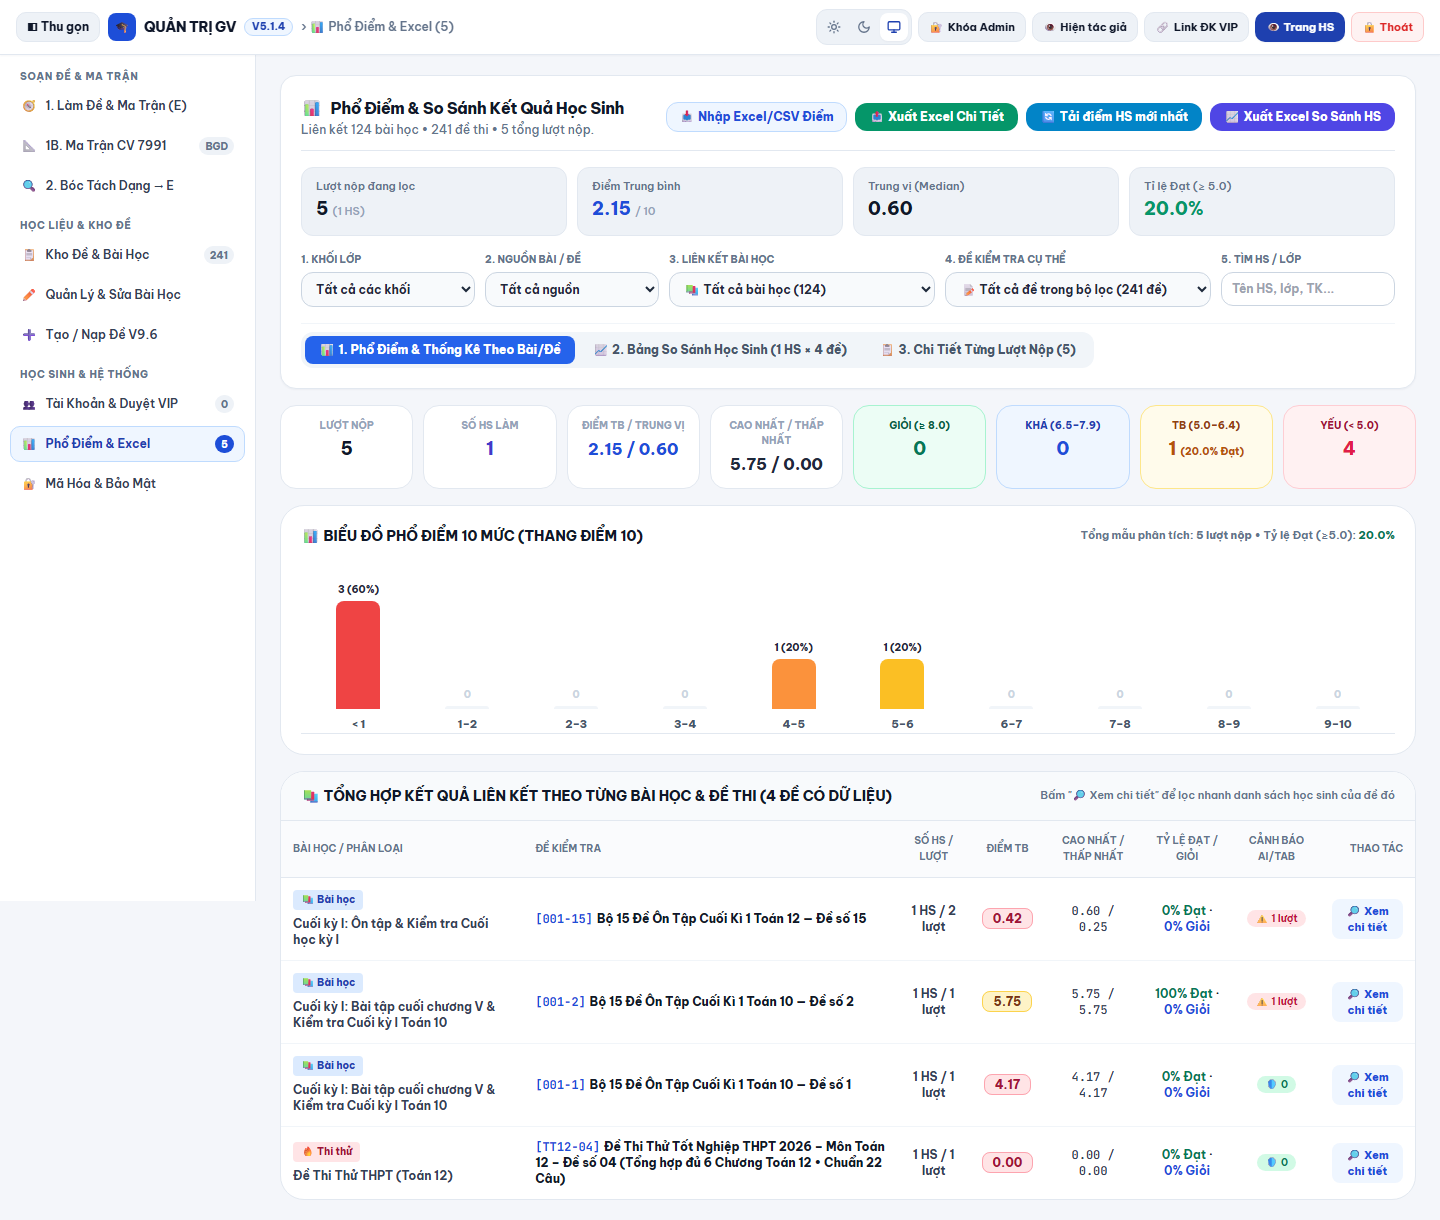 Thu gọn
QUẢN TRỊ GV
V5.1.4
› Phổ Điểm & Excel (5)
Khóa Admin
Hiện tác giả
Link ĐK VIP
Trang HS
Thoát
SOẠN ĐỀ & MA TRẬN
1. Làm Đề & Ma Trận (E)
1B. Ma Trận CV 7991
BGD
2. Bóc Tách Dạng → E
HỌC LIỆU & KHO ĐỀ
Kho Đề & Bài Học
241
Quản Lý & Sửa Bài Học
Tạo / Nạp Đề V9.6
HỌC SINH & HỆ THỐNG
Tài Khoản & Duyệt VIP
0
Phổ Điểm & Excel
5
Mã Hóa & Bảo Mật
Phổ Điểm & So Sánh Kết Quả Học Sinh
Liên kết 124 bài học • 241 đề thi • 5 tổng lượt nộp.
Nhập Excel/CSV Điểm
Xuất Excel Chi Tiết
Tải điểm HS mới nhất
Xuất Excel So Sánh HS
Lượt nộp đang lọc
5 (1 HS)
Điểm Trung bình
2.15 / 10
Trung vị (Median)
0.60
Tỉ lệ Đạt (≥ 5.0)
20.0%
1. KHỐI LỚP
2. NGUỒN BÀI / ĐỀ
3. LIÊN KẾT BÀI HỌC
4. ĐỀ KIỂM TRA CỤ THỂ
5. TÌM HS / LỚP
Tất cả các khối
Tất cả nguồn
Tất cả bài học (124)
Tất cả đề trong bộ lọc (241 đề)
Tên HS, lớp, TK...
1. Phổ Điểm & Thống Kê Theo Bài/Đề
2. Bảng So Sánh Học Sinh (1 HS × 4 đề)
3. Chi Tiết Từng Lượt Nộp (5)
LƯỢT NỘP
5
SỐ HS LÀM
1
ĐIỂM TB / TRUNG VỊ
2.15 / 0.60
CAO NHẤT / THẤP
NHẤT
5.75 / 0.00
GIỎI (≥ 8.0)
0
KHÁ (6.5–7.9)
0
TB (5.0–6.4)
1 (20.0% Đạt)
YẾU (< 5.0)
4
BIỂU ĐỒ PHỔ ĐIỂM 10 MỨC (THANG ĐIỂM 10)
Tổng mẫu phân tích: 5 lượt nộp • Tỷ lệ Đạt (≥5.0): 20.0%
3 (60%)
0
0
0
1 (20%)
1 (20%)
0
0
0
0
< 1
1–2
2–3
3–4
4–5
5–6
6–7
7–8
8–9
9–10
TỔNG HỢP KẾT QUẢ LIÊN KẾT THEO TỪNG BÀI HỌC & ĐỀ THI (4 ĐỀ CÓ DỮ LIỆU)
Bấm "🔎 Xem chi tiết" để lọc nhanh danh sách học sinh của đề đó
BÀI HỌC / PHÂN LOẠI
ĐỀ KIỂM TRA
SỐ HS /
LƯỢT
ĐIỂM TB
CAO NHẤT /
THẤP NHẤT
TỶ LỆ ĐẠT /
GIỎI
CẢNH BÁO
AI/TAB
THAO TÁC
Bài học
Cuối kỳ I: Ôn tập & Kiểm tra Cuối
học kỳ I
[001-15] Bộ 15 Đề Ôn Tập Cuối Kì 1 Toán 12 — Đề số 15
1 HS / 2
lượt
0.42
0.60 /
0.25
0% Đạt ·
0% Giỏi
1 lượt
Xem
chi tiết
Bài học
Cuối kỳ I: Bài tập cuối chương V &
Kiểm tra Cuối kỳ I Toán 10
[001-2] Bộ 15 Đề Ôn Tập Cuối Kì 1 Toán 10 — Đề số 2
1 HS / 1
lượt
5.75
5.75 /
5.75
100% Đạt ·
0% Giỏi
1 lượt
Xem
chi tiết
Bài học
Cuối kỳ I: Bài tập cuối chương V &
Kiểm tra Cuối kỳ I Toán 10
[001-1] Bộ 15 Đề Ôn Tập Cuối Kì 1 Toán 10 — Đề số 1
1 HS / 1
lượt
4.17
4.17 /
4.17
0% Đạt ·
0% Giỏi
0
Xem
chi tiết
Thi thử
Đề Thi Thử THPT (Toán 12)
[TT12-04] Đề Thi Thử Tốt Nghiệp THPT 2026 – Môn Toán
12 – Đề số 04 (Tổng hợp đủ 6 Chương Toán 12 • Chuẩn 22
Câu)
1 HS / 1
lượt
0.00
0.00 /
0.00
0% Đạt ·
0% Giỏi
0
Xem
chi tiết